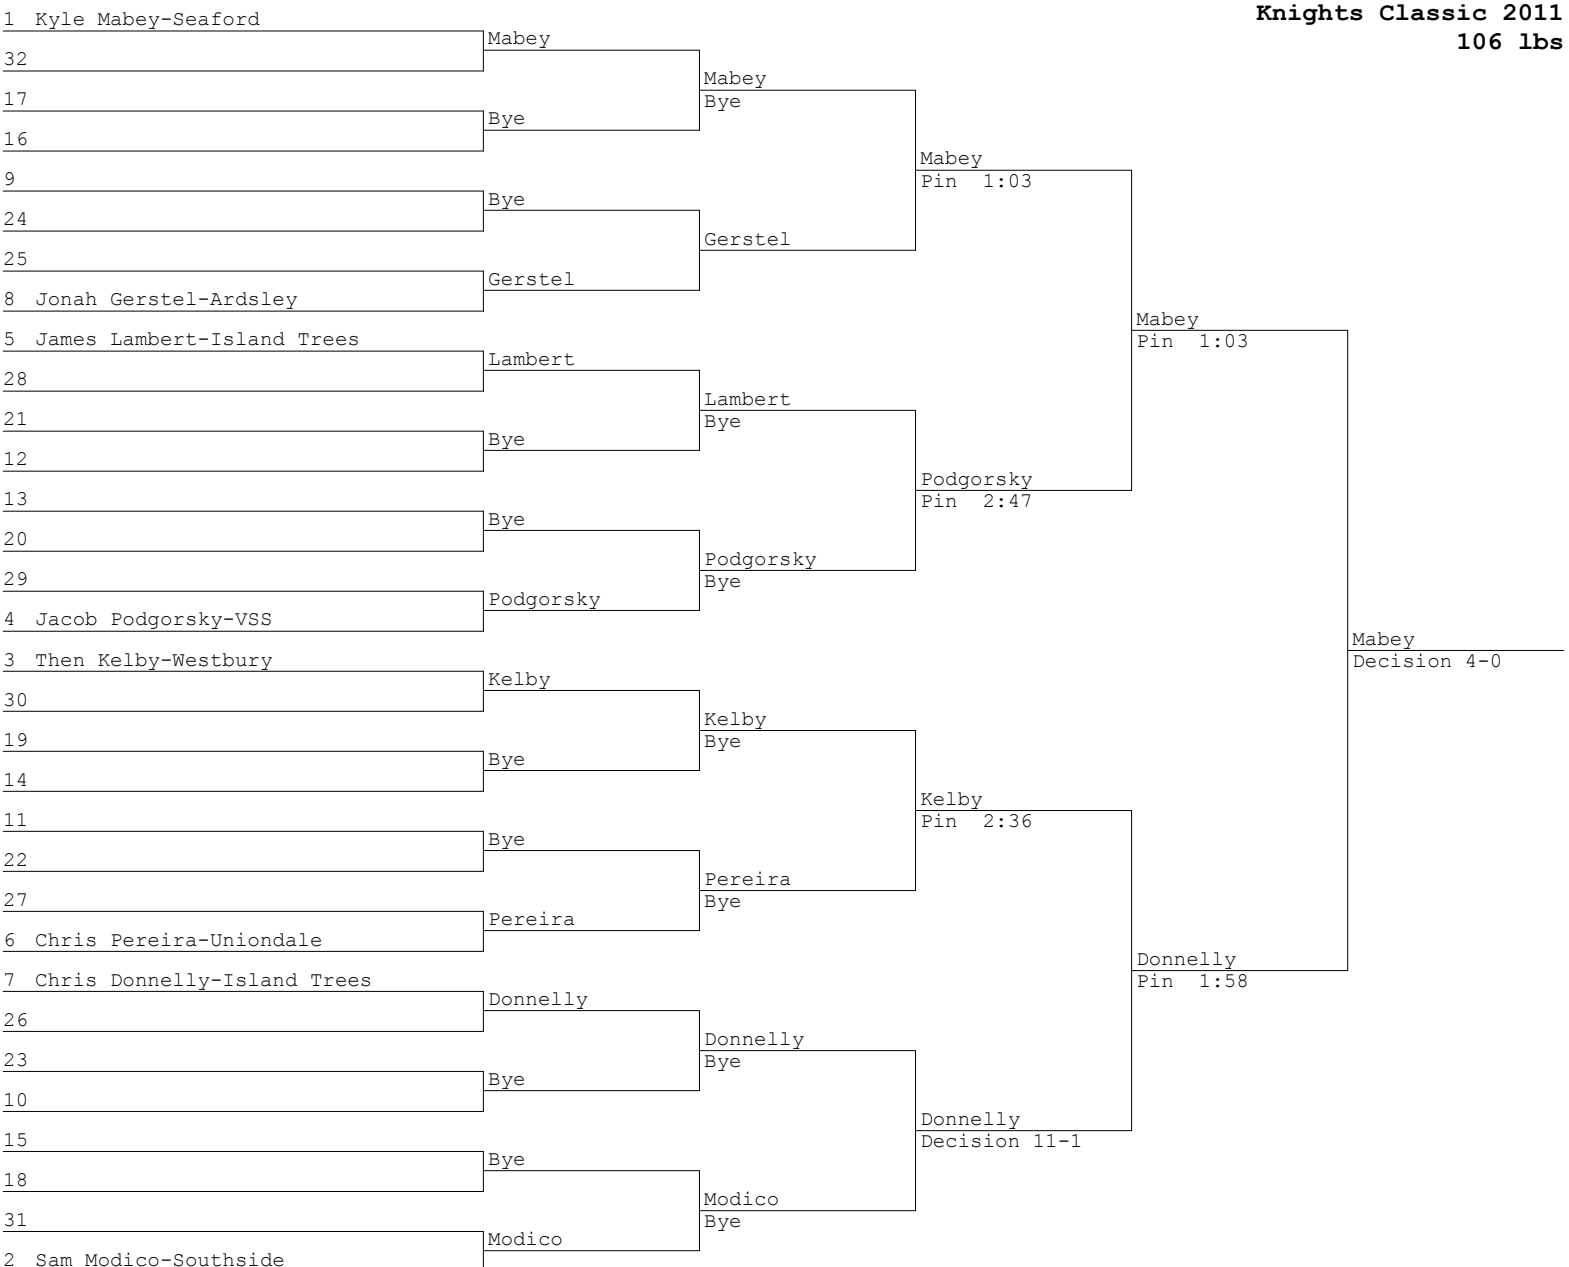 Knights Classic 2011
106 lbs
1 Kyle Mabey-Seaford
32
17
16
9
24
25
8 Jonah Gerstel-Ardsley
5 James Lambert-Island Trees
28
21
12
13
20
29
4 Jacob Podgorsky-VSS
3 Then Kelby-Westbury
30
19
14
11
22
27
6 Chris Pereira-Uniondale
7 Chris Donnelly-Island Trees
26
23
10
15
18
31
2 Sam Modico-Southside
Mabey
Bye
Bye
Gerstel
Lambert
Bye
Bye
Podgorsky
Kelby
Bye
Bye
Pereira
Donnelly
Bye
Bye
Modico
Mabey
Bye
Gerstel
Lambert
Bye
Podgorsky
Bye
Kelby
Bye
Pereira
Bye
Donnelly
Bye
Modico
Bye
Mabey
Pin 1:03
Podgorsky
Pin 2:47
Kelby
Pin 2:36
Donnelly
Decision 11-1
Mabey
Pin 1:03
Donnelly
Pin 1:58
Mabey
Decision 4-0